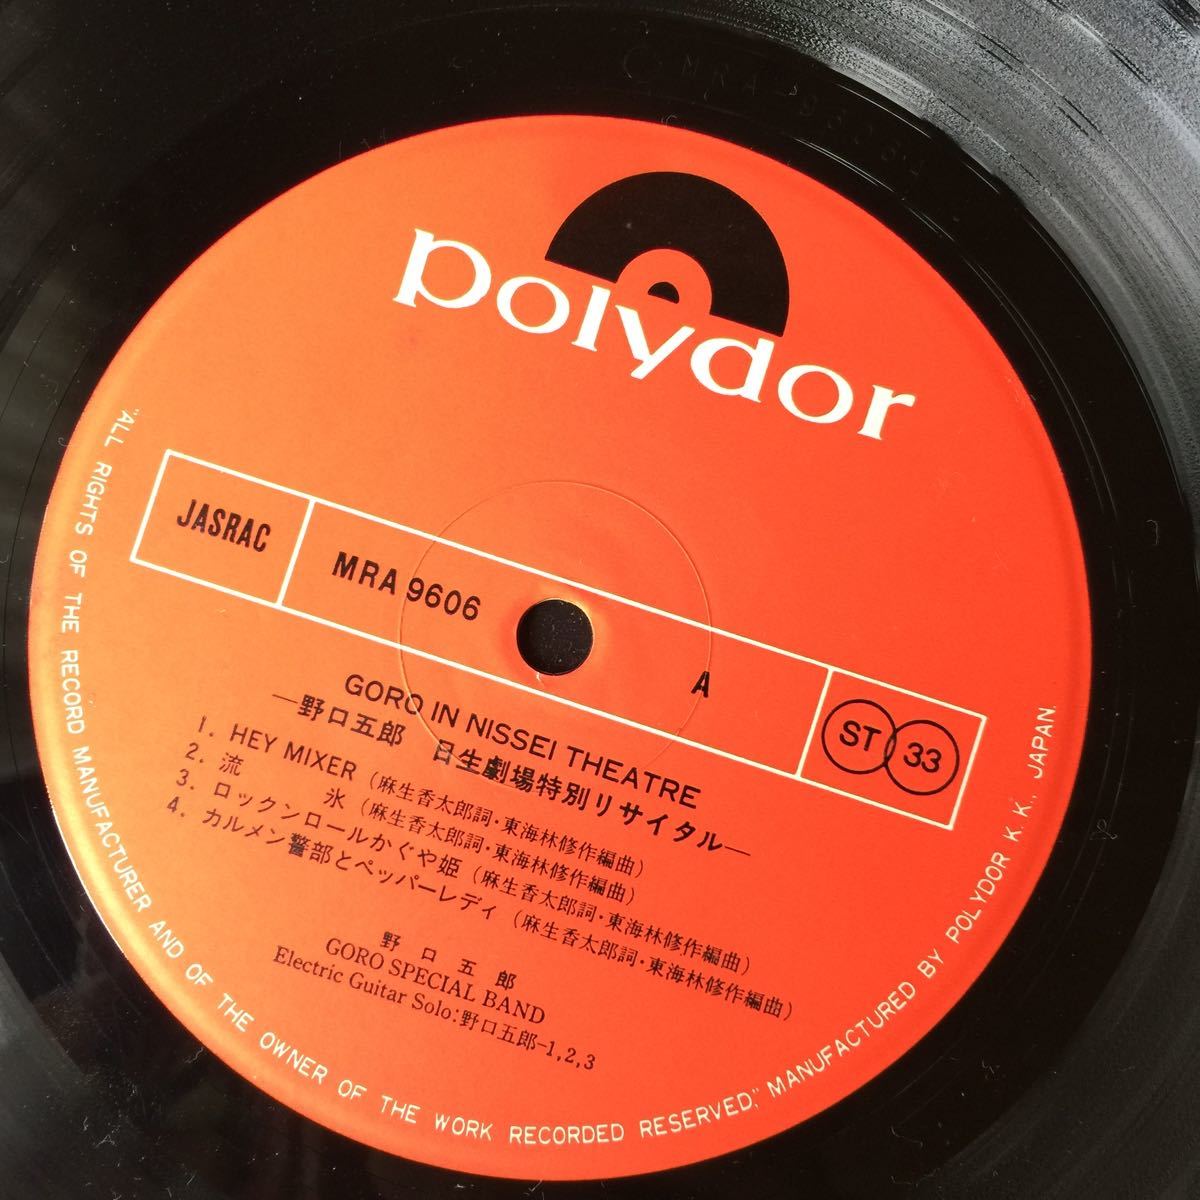 polydor
JASRAC
MRA 9606
A
ST 33
GORO IN NISSEI THEATRE
—野口五郎 日生劇場特別リサイタル—
1. HEY MIXER (麻生香太郎詞・東海林修作編曲)
2. 流 氷 (麻生香太郎詞・東海林修作編曲)
3. ロックンロールかぐや姫 (麻生香太郎詞・東海林修作編曲)
4. カルメン警部とペッパーレディ (麻生香太郎詞・東海林修作編曲)
野口五郎
GORO SPECIAL BAND
Electric Guitar Solo:野口五郎-1,2,3
"ALL RIGHTS OF THE RECORD MANUFACTURER AND OF THE OWNER OF THE WORK RECORDED RESERVED," MANUFACTURED BY POLYDOR K.K., JAPAN.